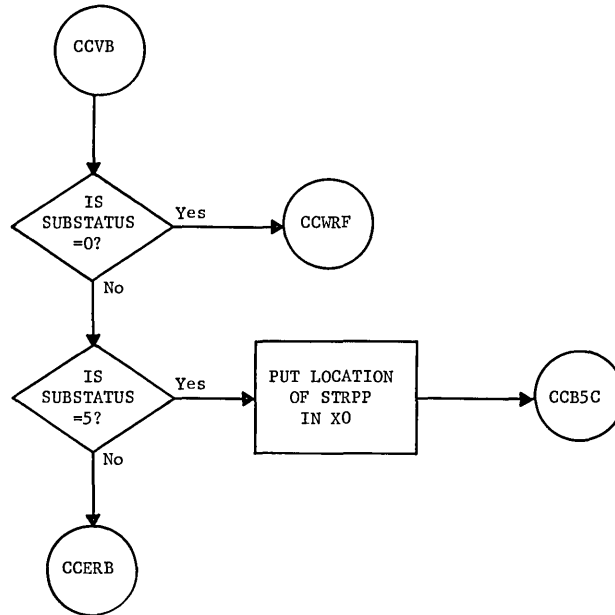 CCVB
IS
SUBSTATUS
=0?
Yes
CCWRF
No
IS
SUBSTATUS
=5?
Yes
PUT LOCATION
OF STRPP
IN X0
CCB5C
No
CCERB